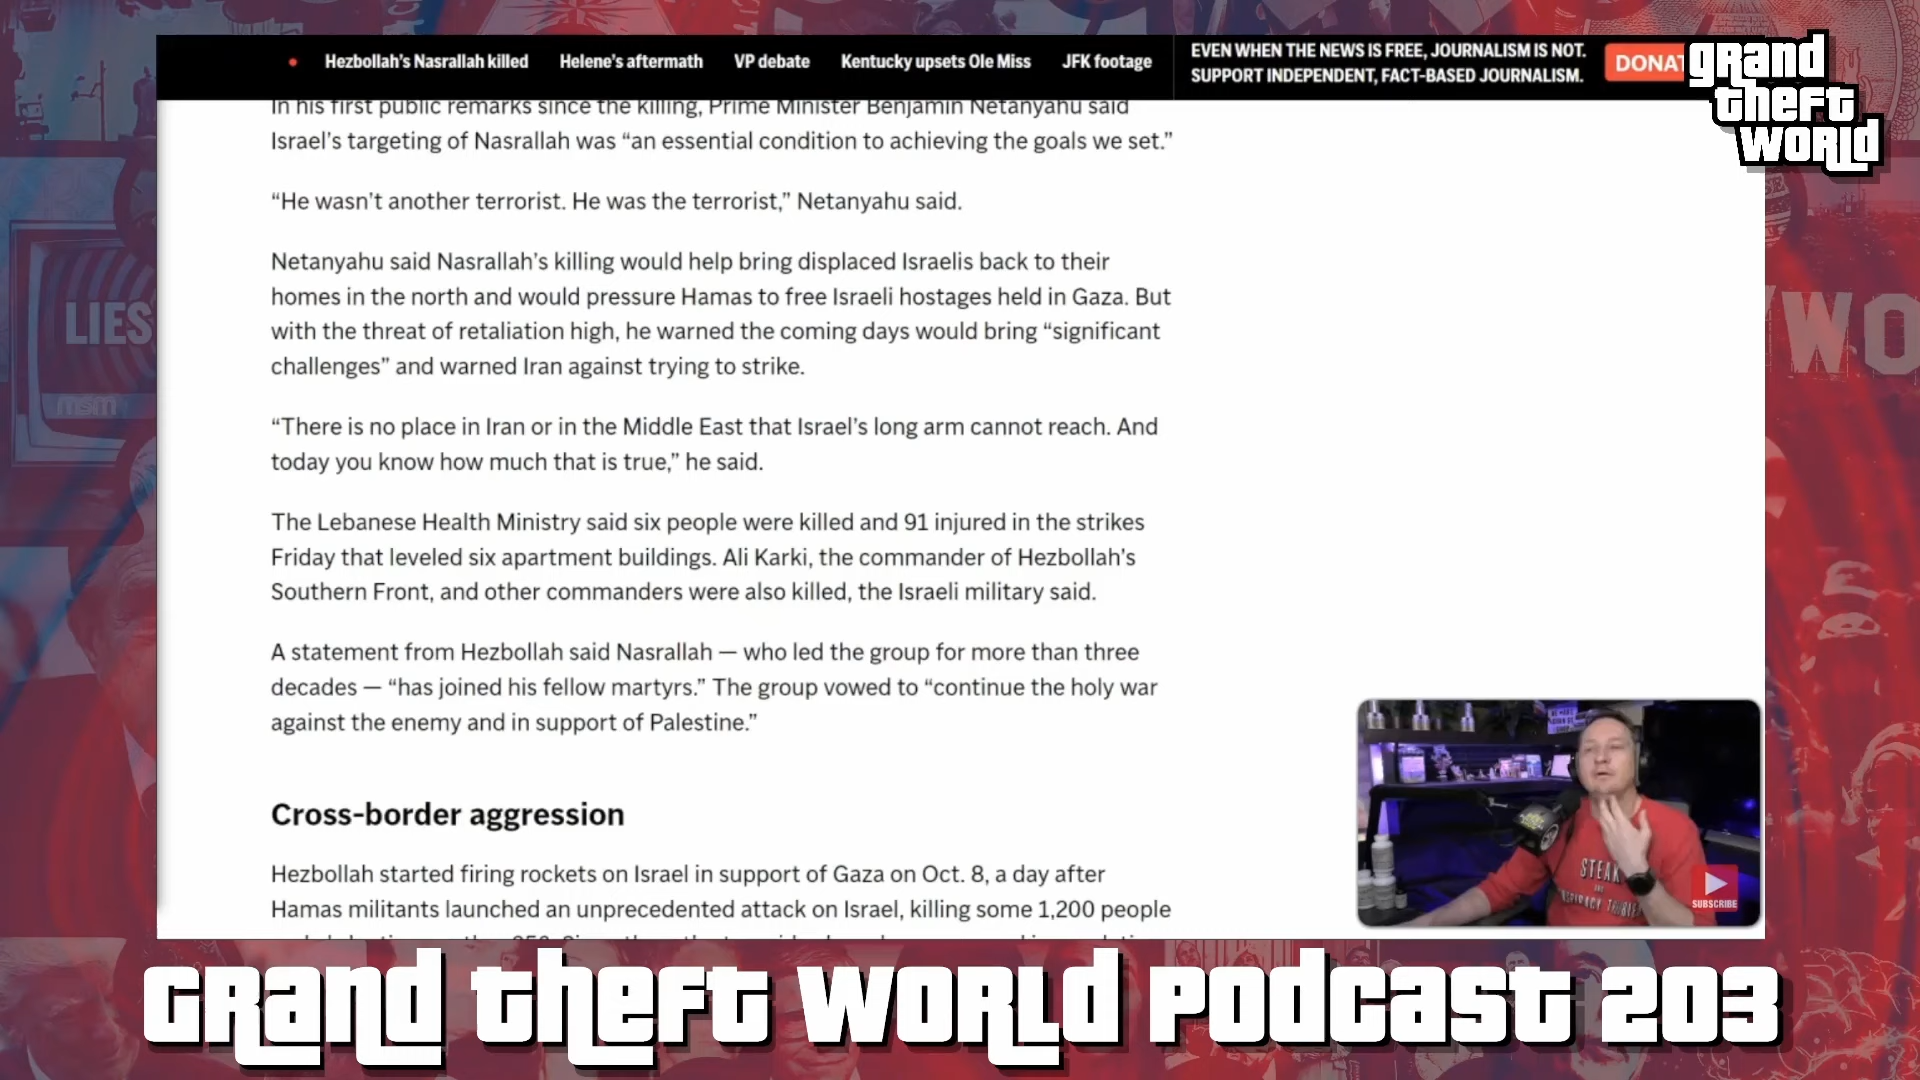 Hezbollah's Nasrallah killed Helene's aftermath VP debate Kentucky upsets Ole Miss JFK footage
EVEN WHEN THE NEWS IS FREE, JOURNALISM IS NOT.
SUPPORT INDEPENDENT, FACT-BASED JOURNALISM.
DONAT
grand
theft
world
In his first public remarks since the killing, Prime Minister Benjamin Netanyahu said
Israel's targeting of Nasrallah was “an essential condition to achieving the goals we set.”
“He wasn't another terrorist. He was the terrorist,” Netanyahu said.
Netanyahu said Nasrallah's killing would help bring displaced Israelis back to their
homes in the north and would pressure Hamas to free Israeli hostages held in Gaza. But
with the threat of retaliation high, he warned the coming days would bring “significant
challenges” and warned Iran against trying to strike.
“There is no place in Iran or in the Middle East that Israel's long arm cannot reach. And
today you know how much that is true,” he said.
The Lebanese Health Ministry said six people were killed and 91 injured in the strikes
Friday that leveled six apartment buildings. Ali Karki, the commander of Hezbollah's
Southern Front, and other commanders were also killed, the Israeli military said.
A statement from Hezbollah said Nasrallah — who led the group for more than three
decades — “has joined his fellow martyrs.” The group vowed to “continue the holy war
against the enemy and in support of Palestine.”
Cross-border aggression
Hezbollah started firing rockets on Israel in support of Gaza on Oct. 8, a day after
Hamas militants launched an unprecedented attack on Israel, killing some 1,200 people
LIES
msm
WO
STEAK
SUBSCRIBE
Grand Theft World Podcast 203